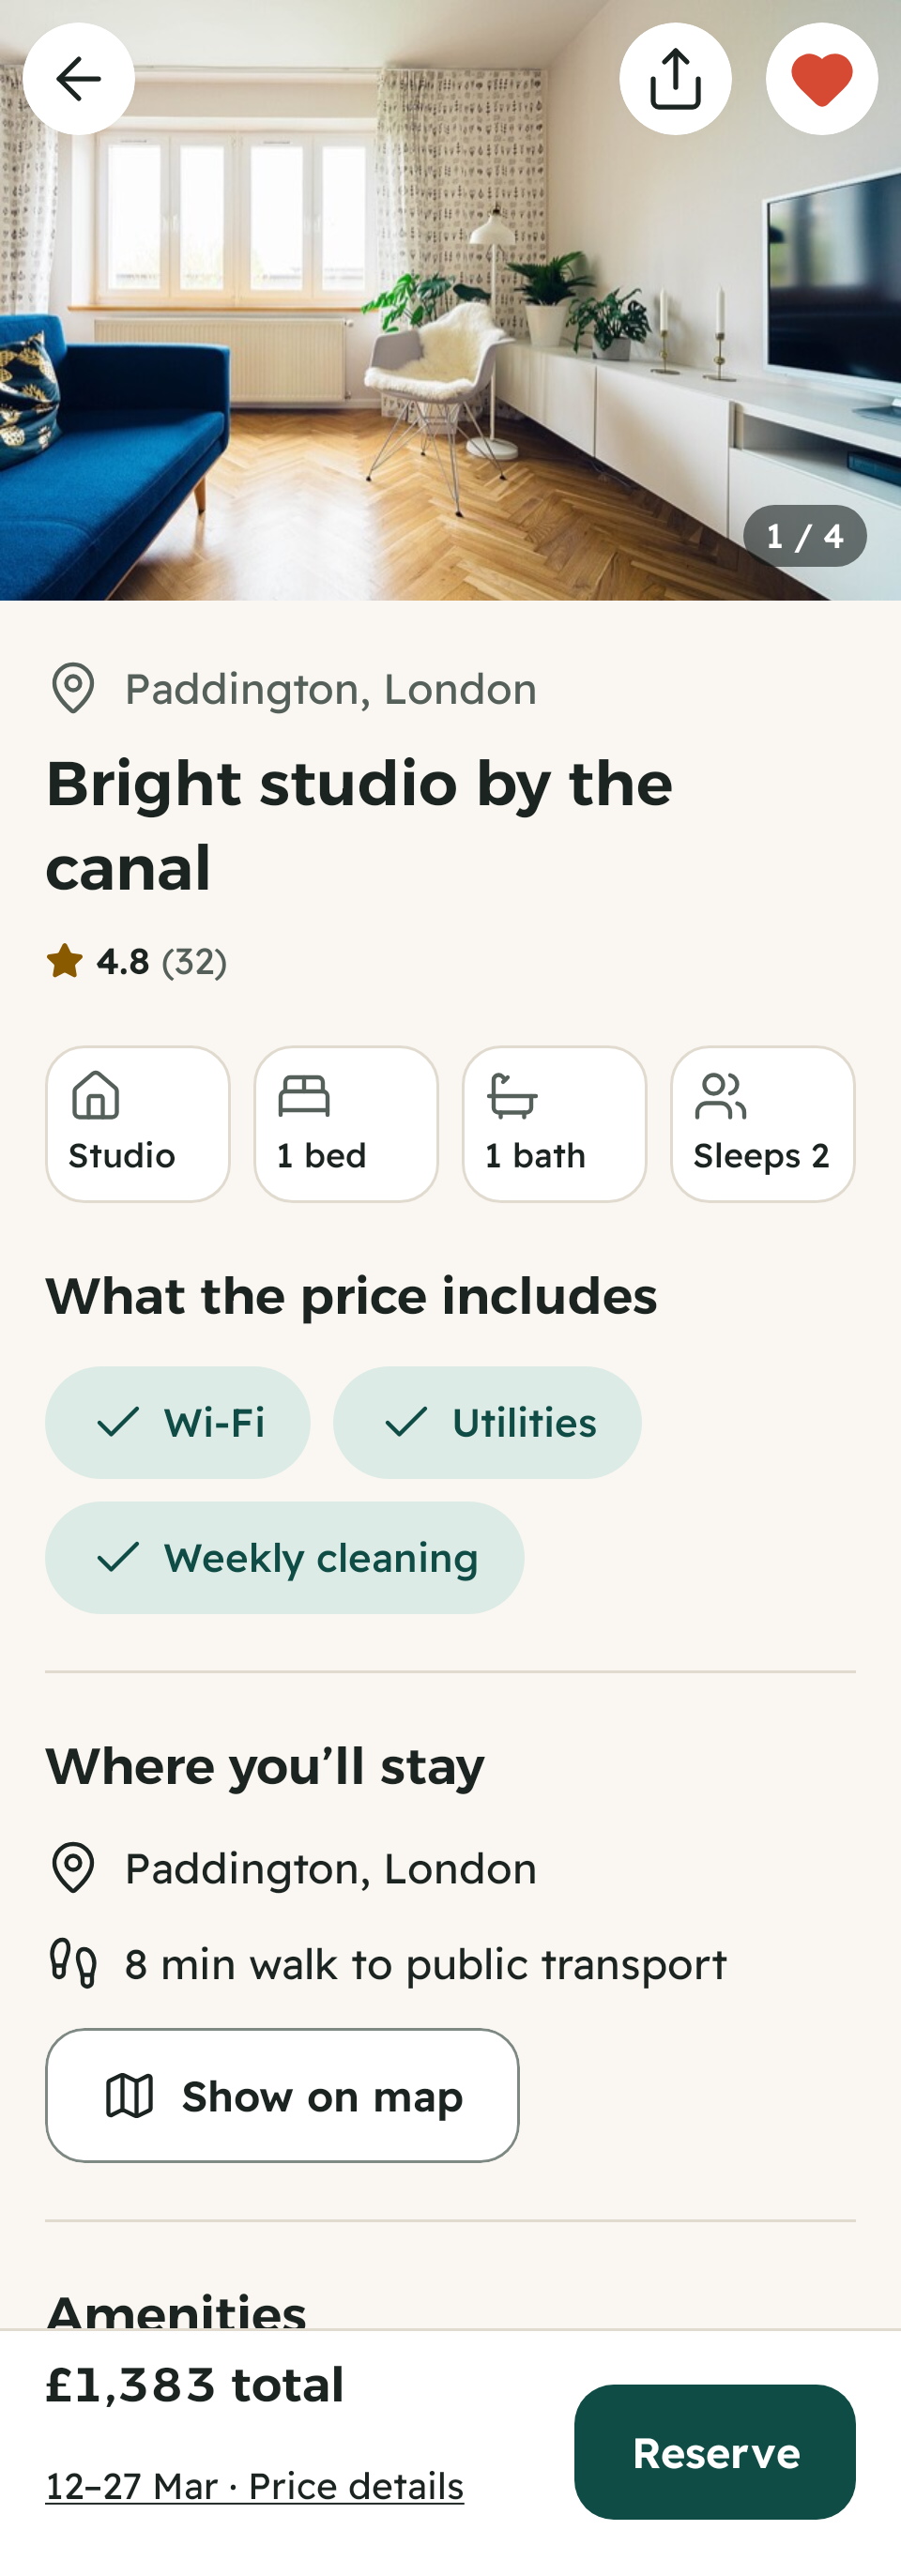 1 / 4
Paddington, London
Bright studio by the
canal
4.8 (32)
Studio
1 bed
1 bath
Sleeps 2
What the price includes
Wi-Fi
Utilities
Weekly cleaning
Where you’ll stay
Paddington, London
8 min walk to public transport
Show on map
Amenities
£1,383 total
12–27 Mar · Price details
Reserve